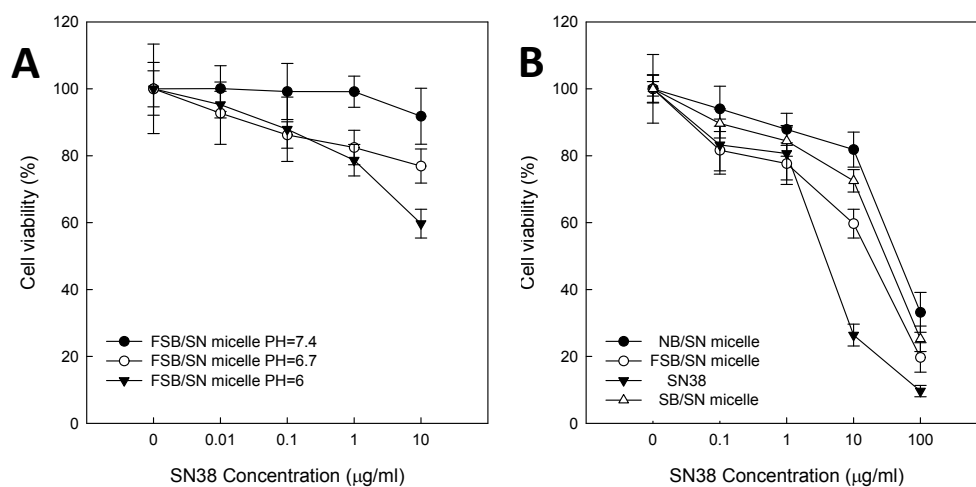 A
Cell viability (%)
120
100
80
60
40
20
0
FSB/SN micelle PH=7.4
FSB/SN micelle PH=6.7
FSB/SN micelle PH=6
0 0.01 0.1 1 10
SN38 Concentration (μg/ml)
B
Cell viability (%)
120
100
80
60
40
20
0
NB/SN micelle
FSB/SN micelle
SN38
SB/SN micelle
0 0.1 1 10 100
SN38 Concentration (μg/ml)